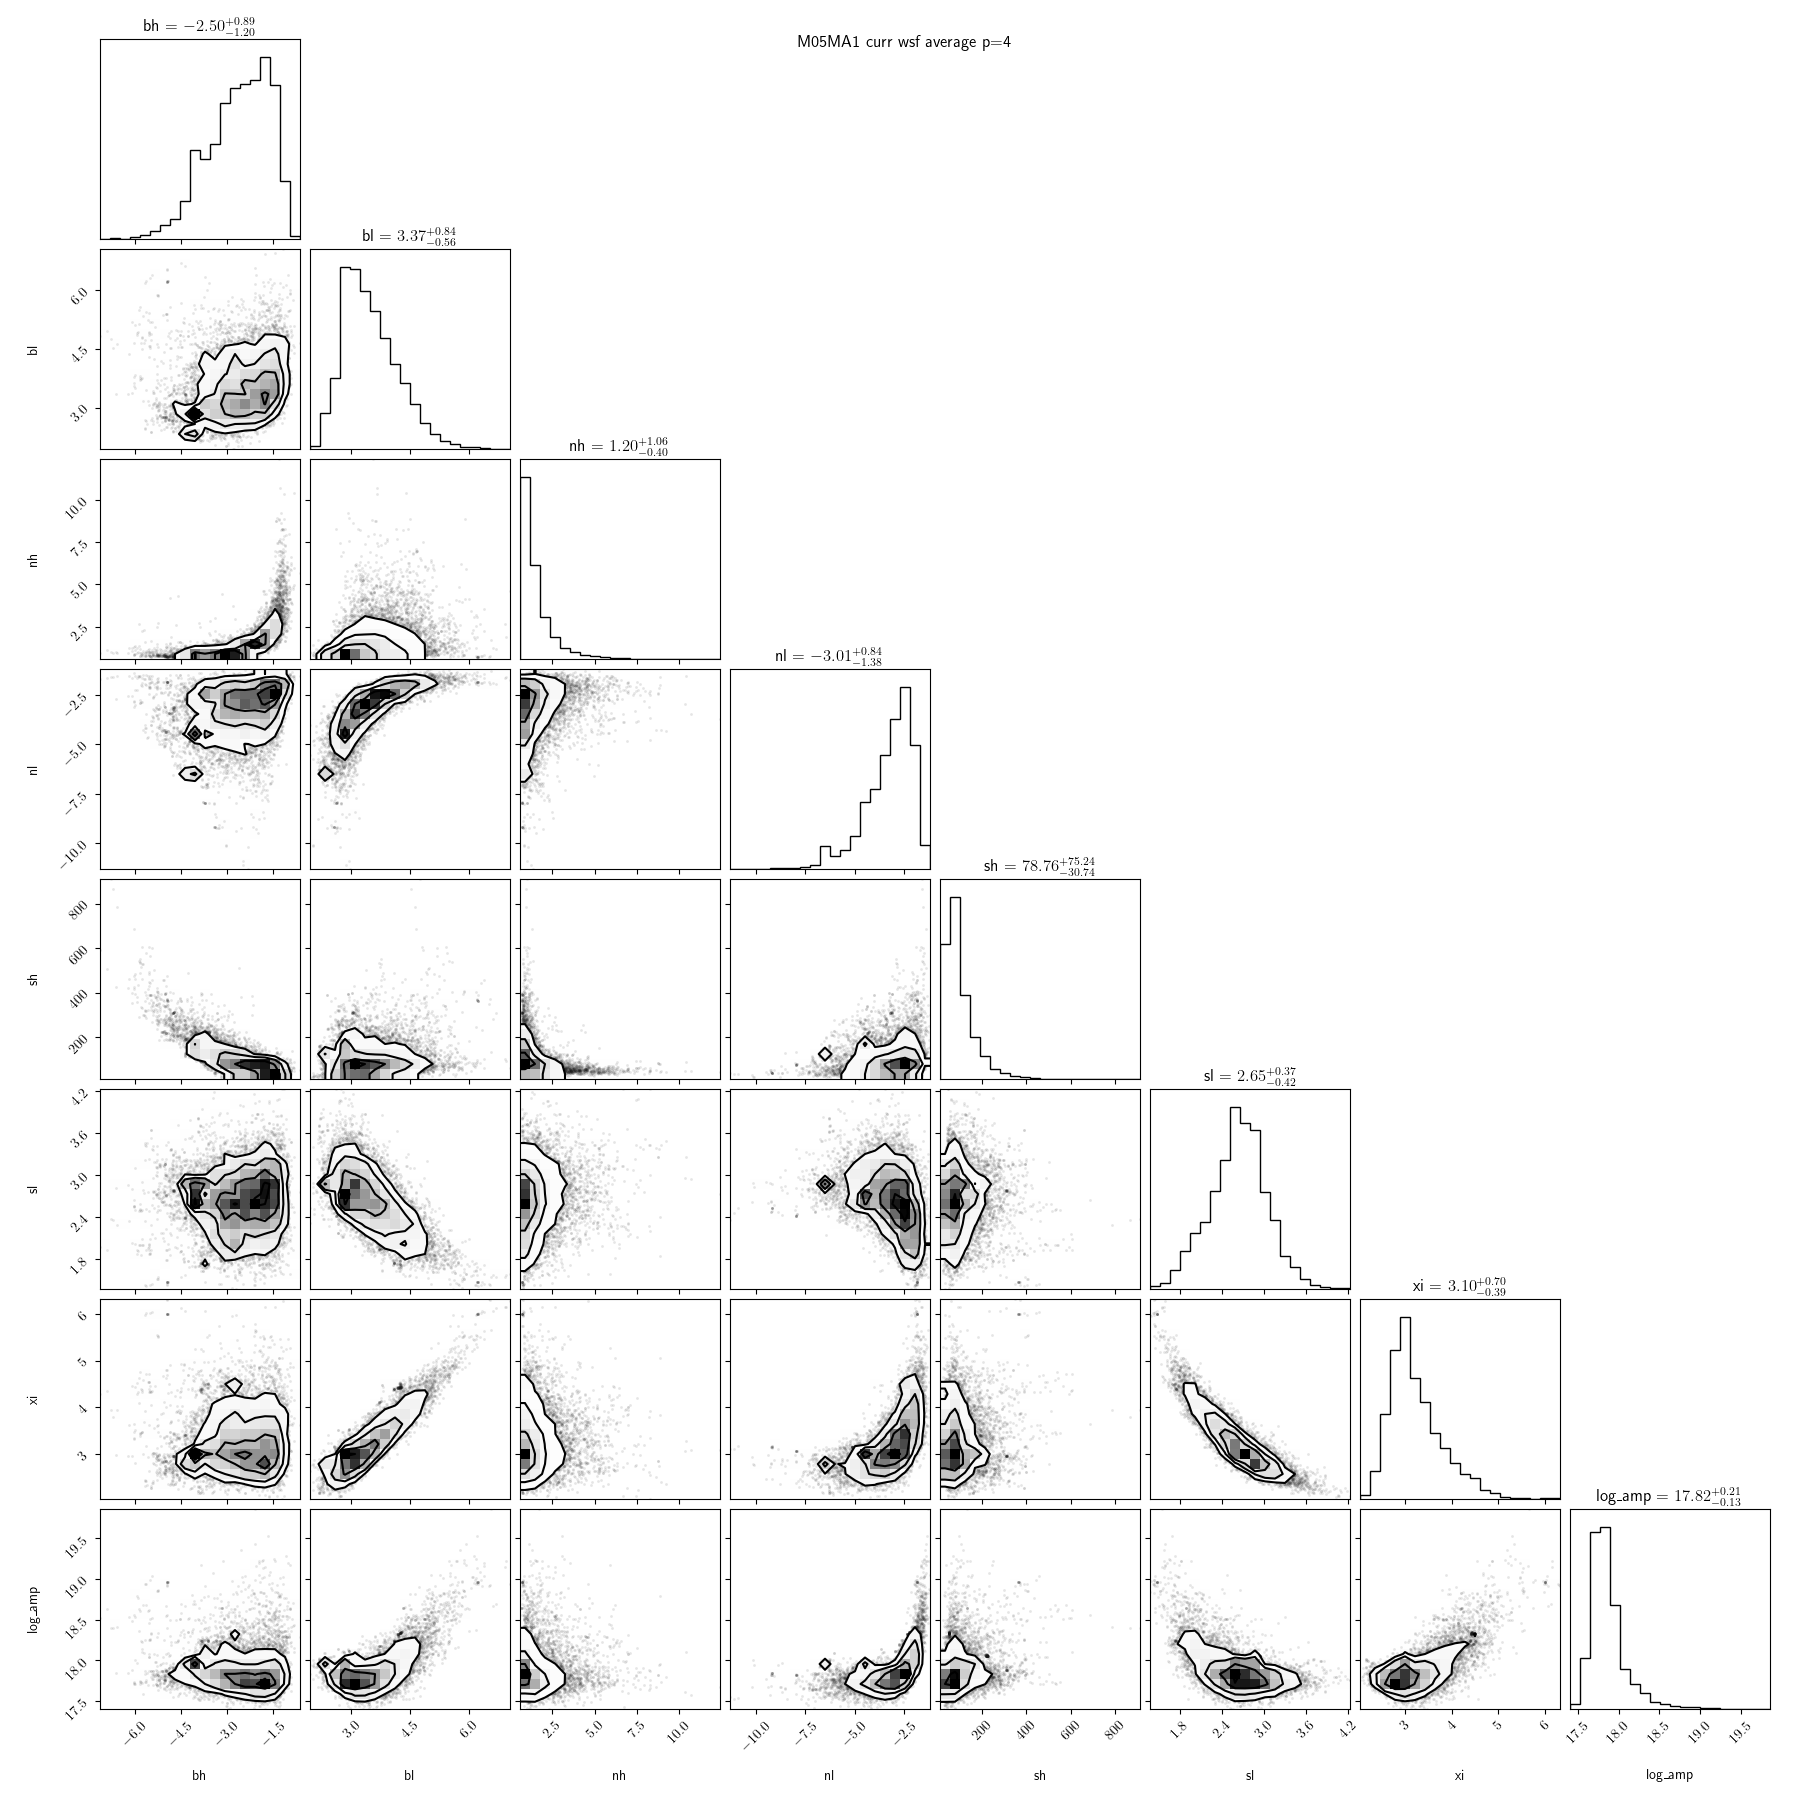 M05MA1 curr wsf average p=4
bh = −2.50 +0.89 −1.20
bl = 3.37 +0.84 −0.56
nh = 1.20 +1.06 −0.40
nl = −3.01 +0.84 −1.38
sh = 78.76 +75.24 −30.74
sl = 2.65 +0.37 −0.42
xi = 3.10 +0.70 −0.39
log_amp = 17.82 +0.21 −0.13
bl
6.0
4.5
3.0
nh
10.0
7.5
5.0
2.5
nl
−2.5
−5.0
−7.5
−10.0
sh
800
600
400
200
sl
4.2
3.6
3.0
2.4
1.8
xi
6
5
4
3
log_amp
19.5
19.0
18.5
18.0
17.5
−6.0 −4.5 −3.0 −1.5
3.0 4.5 6.0
2.5 5.0 7.5 10.0
−10.0 −7.5 −5.0 −2.5
200 400 600 800
1.8 2.4 3.0 3.6 4.2
3 4 5 6
17.5 18.0 18.5 19.0 19.5
bh bl nh nl sh sl xi log_amp